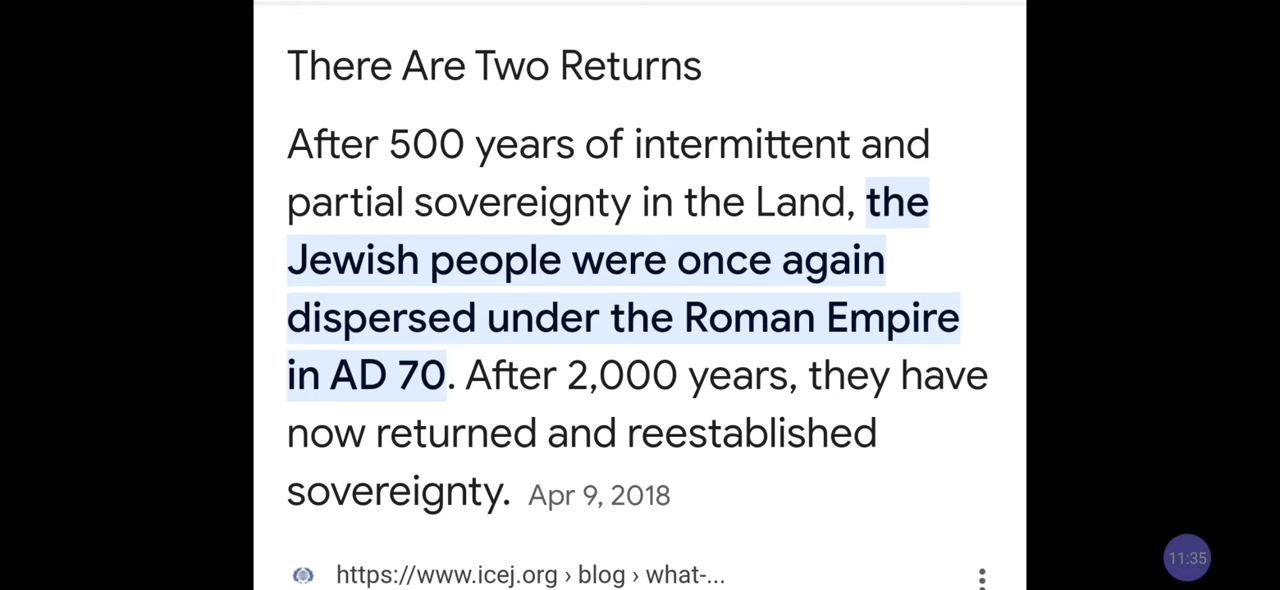 There Are Two Returns
After 500 years of intermittent and
partial sovereignty in the Land, the
Jewish people were once again
dispersed under the Roman Empire
in AD 70. After 2,000 years, they have
now returned and reestablished
sovereignty. Apr 9, 2018
https://www.icej.org › blog › what-...
11:35